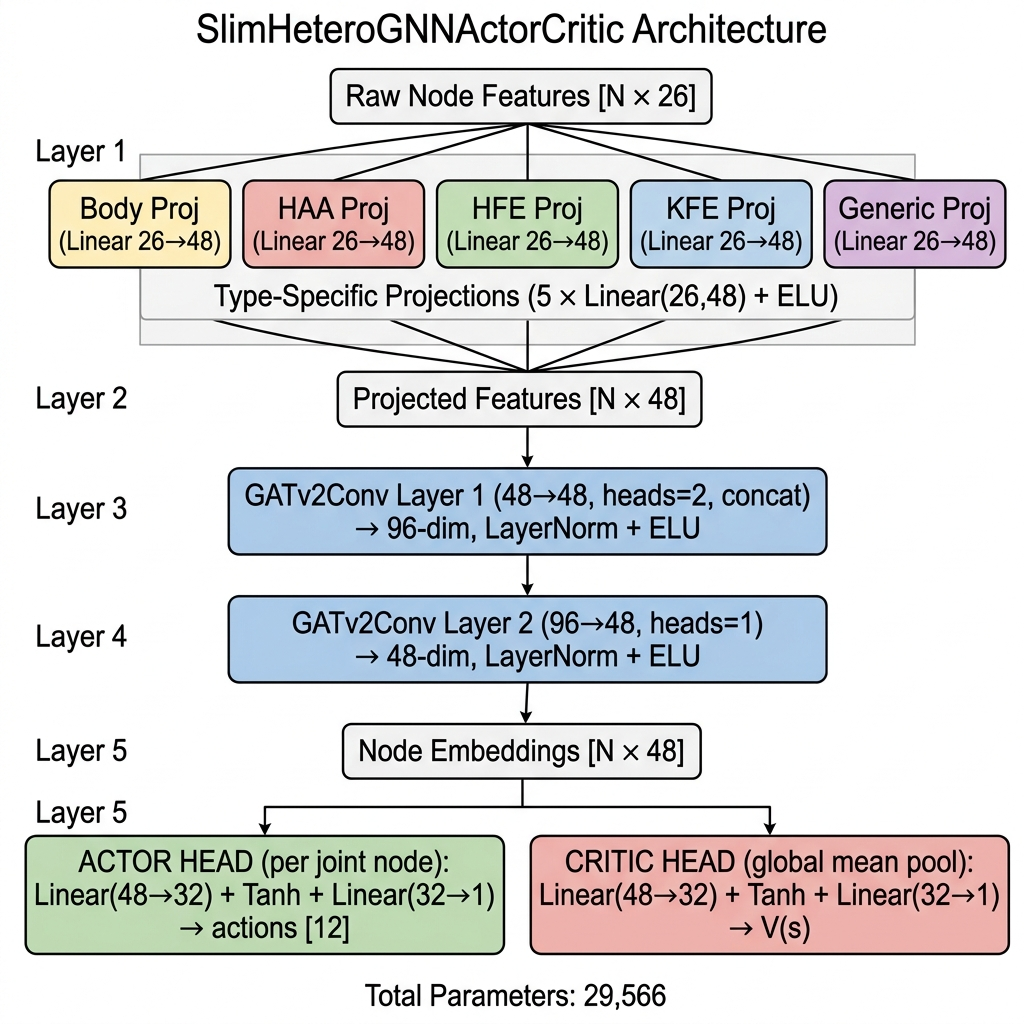 SlimHeteroGNNActorCritic Architecture
Raw Node Features [N × 26]
Layer 1
Body Proj
(Linear 26→48)
HAA Proj
(Linear 26→48)
HFE Proj
(Linear 26→48)
KFE Proj
(Linear 26→48)
Generic Proj
(Linear 26→48)
Type-Specific Projections (5 × Linear(26,48) + ELU)
Layer 2
Projected Features [N × 48]
Layer 3
GATv2Conv Layer 1 (48→48, heads=2, concat)
→ 96-dim, LayerNorm + ELU
Layer 4
GATv2Conv Layer 2 (96→48, heads=1)
→ 48-dim, LayerNorm + ELU
Layer 5
Node Embeddings [N × 48]
Layer 5
ACTOR HEAD (per joint node):
Linear(48→32) + Tanh + Linear(32→1)
→ actions [12]
CRITIC HEAD (global mean pool):
Linear(48→32) + Tanh + Linear(32→1)
→ V(s)
Total Parameters: 29,566